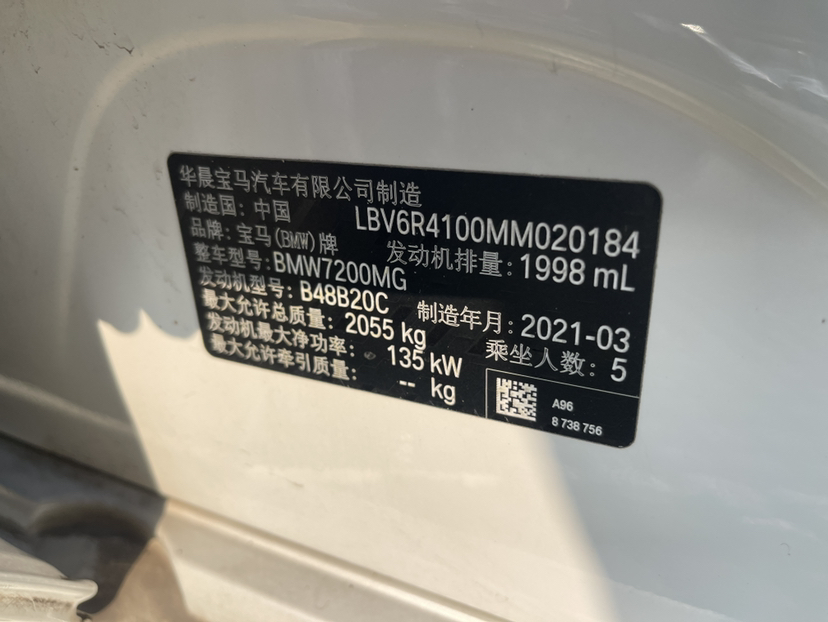 华晨宝马汽车有限公司制造
制造国: 中国
LBV6R4100MM020184
品牌: 宝马(BMW)牌
发动机排量: 1998 mL
整车型号: BMW7200MG
发动机型号: B48B20C
制造年月: 2021-03
最大允许总质量: 2055 kg
乘坐人数: 5
发动机最大净功率: 135 kW
最大允许牵引质量: -- kg
A96
8 738 756